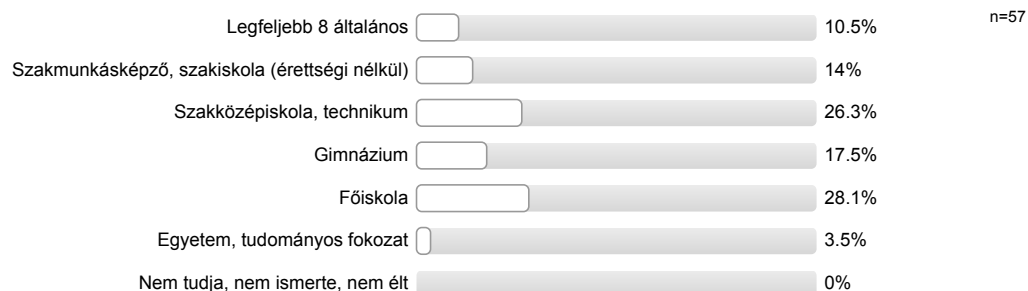 Legfeljebb 8 általános 10.5% n=57
Szakmunkásképző, szakiskola (érettségi nélkül) 14%
Szakközépiskola, technikum 26.3%
Gimnázium 17.5%
Főiskola 28.1%
Egyetem, tudományos fokozat 3.5%
Nem tudja, nem ismerte, nem élt 0%